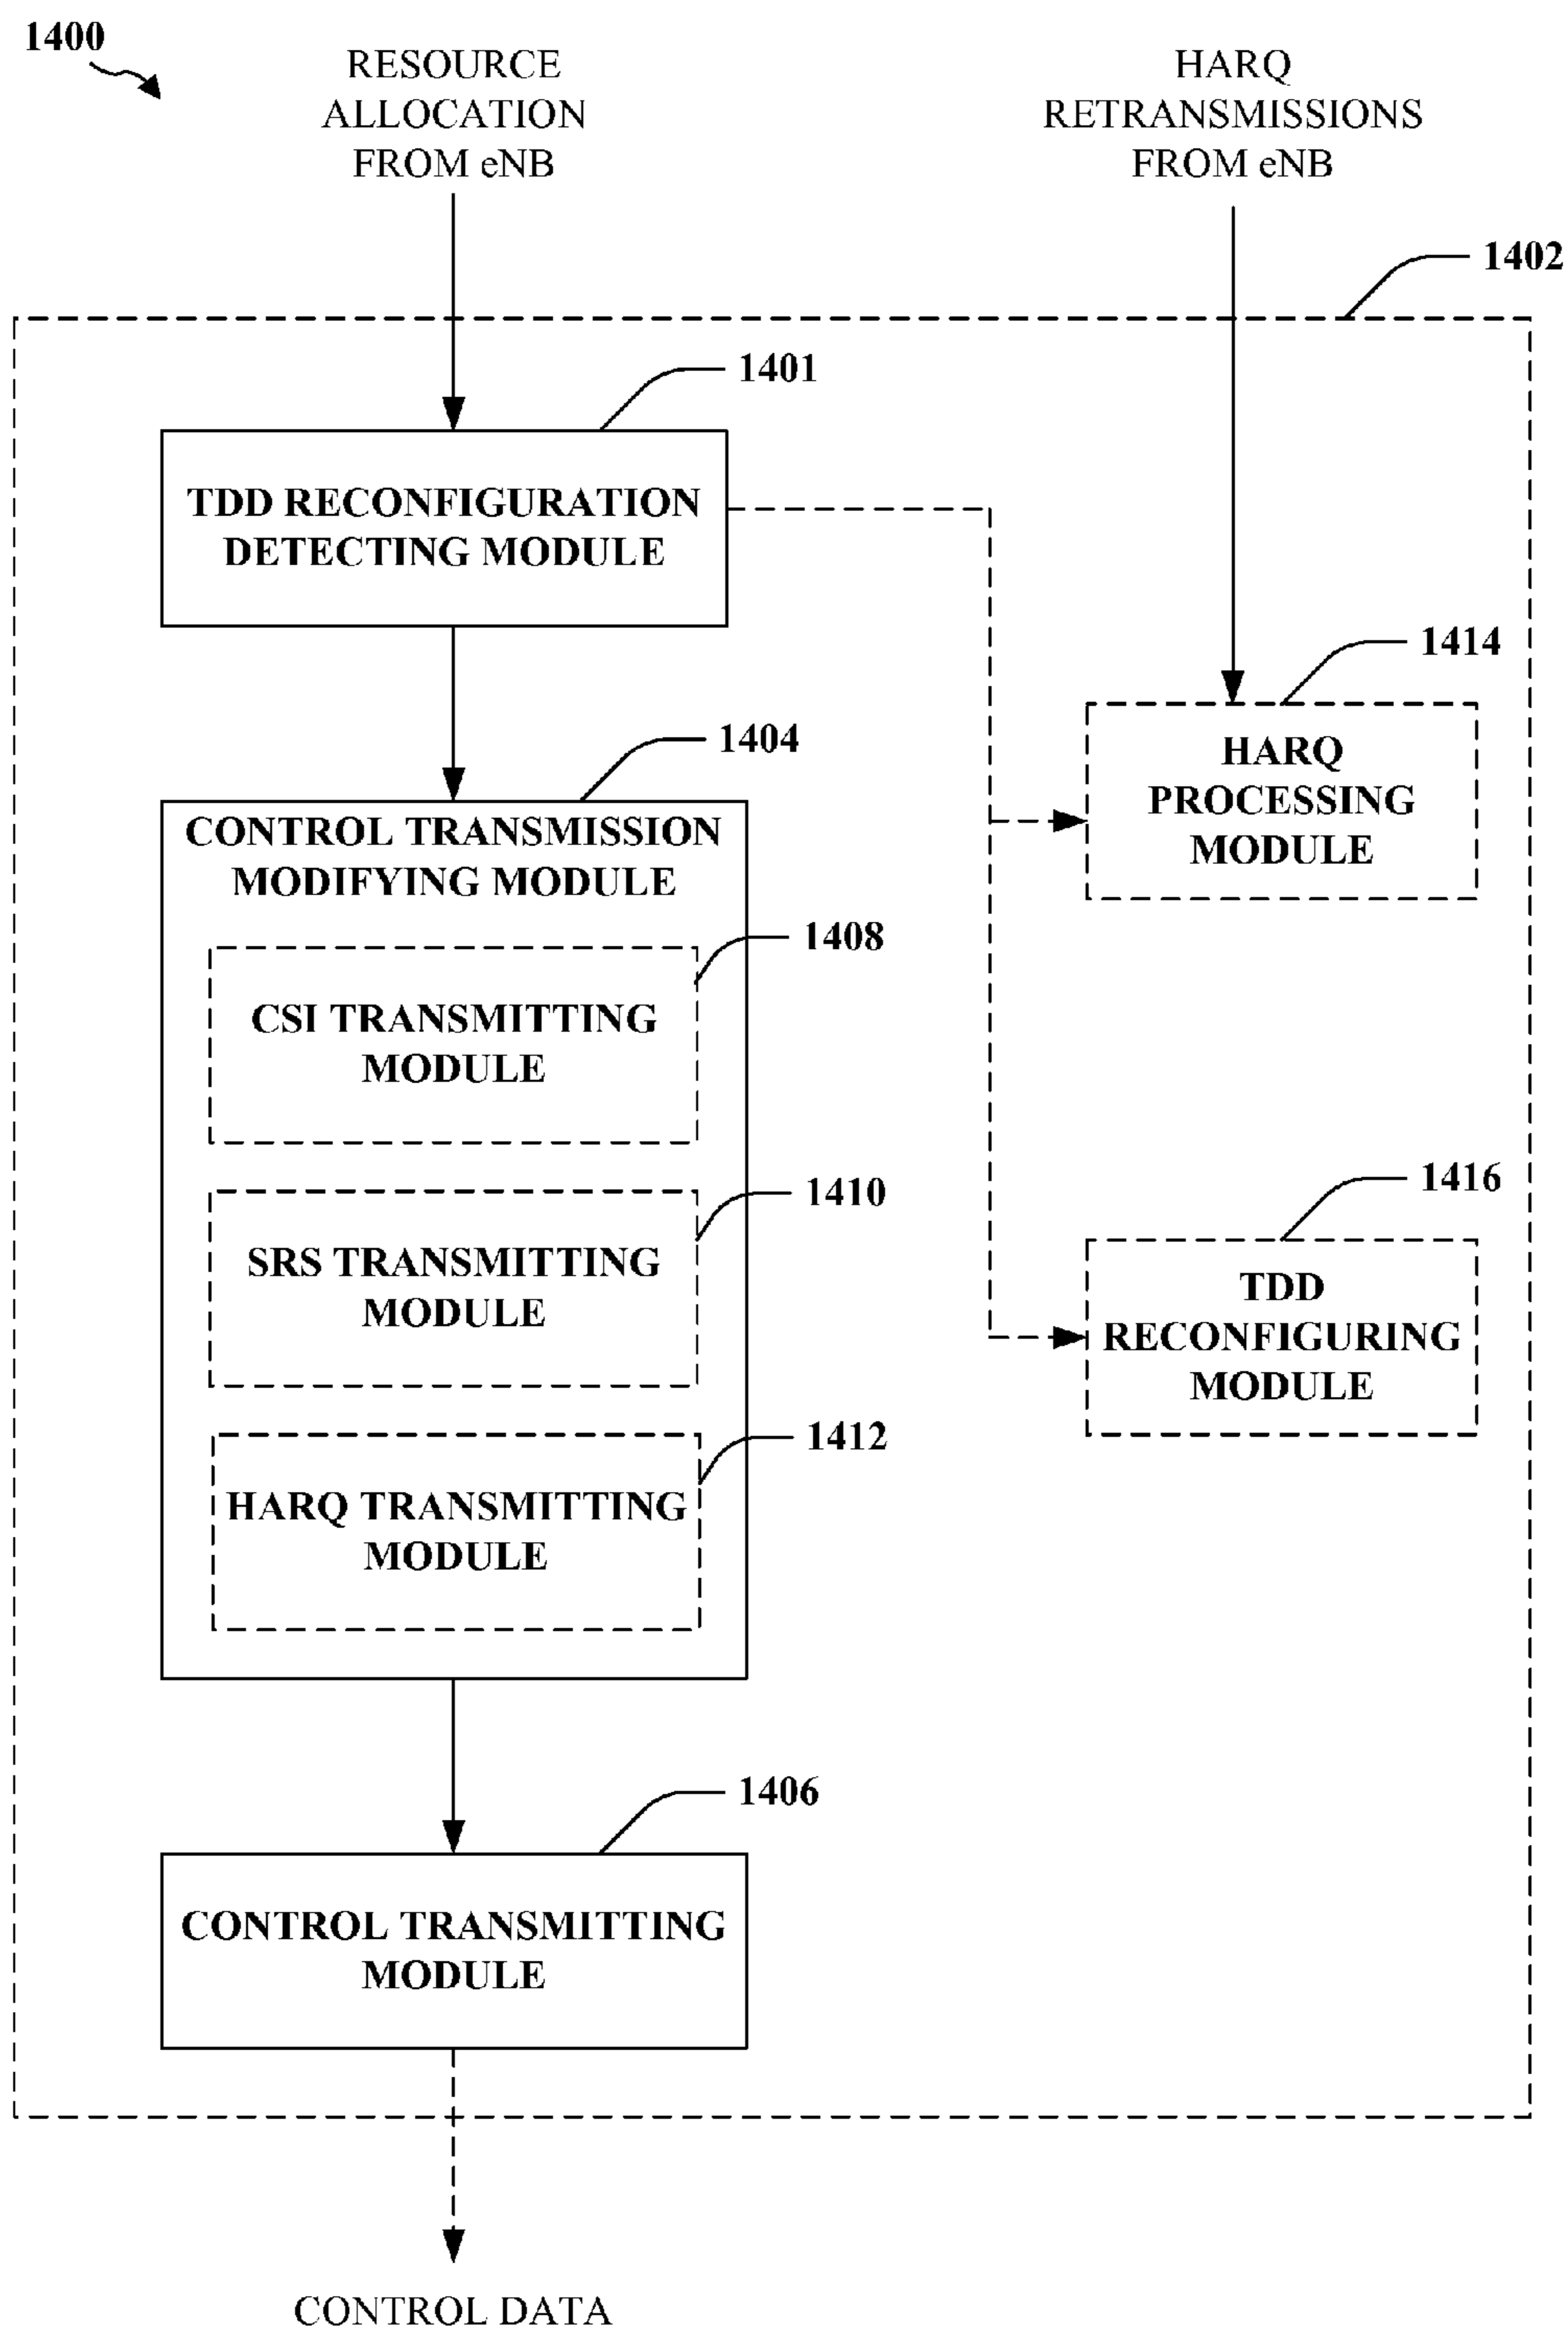 1400
RESOURCE
ALLOCATION
FROM eNB
HARQ
RETRANSMISSIONS
FROM eNB
1402
1401
TDD RECONFIGURATION
DETECTING MODULE
1414
HARQ
PROCESSING
MODULE
1404
CONTROL TRANSMISSION
MODIFYING MODULE
1408
CSI TRANSMITTING
MODULE
1410
SRS TRANSMITTING
MODULE
1416
TDD
RECONFIGURING
MODULE
1412
HARQ TRANSMITTING
MODULE
1406
CONTROL TRANSMITTING
MODULE
CONTROL DATA